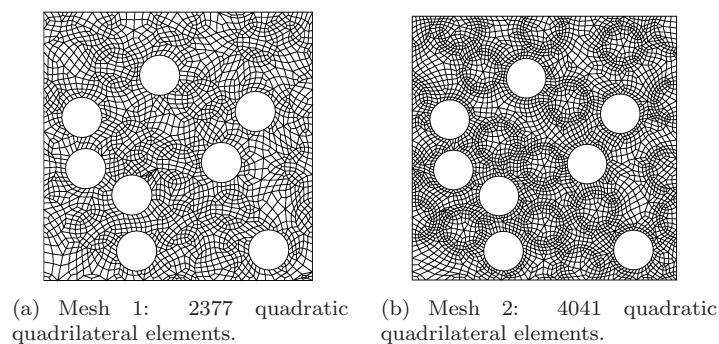 (a) Mesh 1: 2377 quadratic
quadrilateral elements.
(b) Mesh 2: 4041 quadratic
quadrilateral elements.